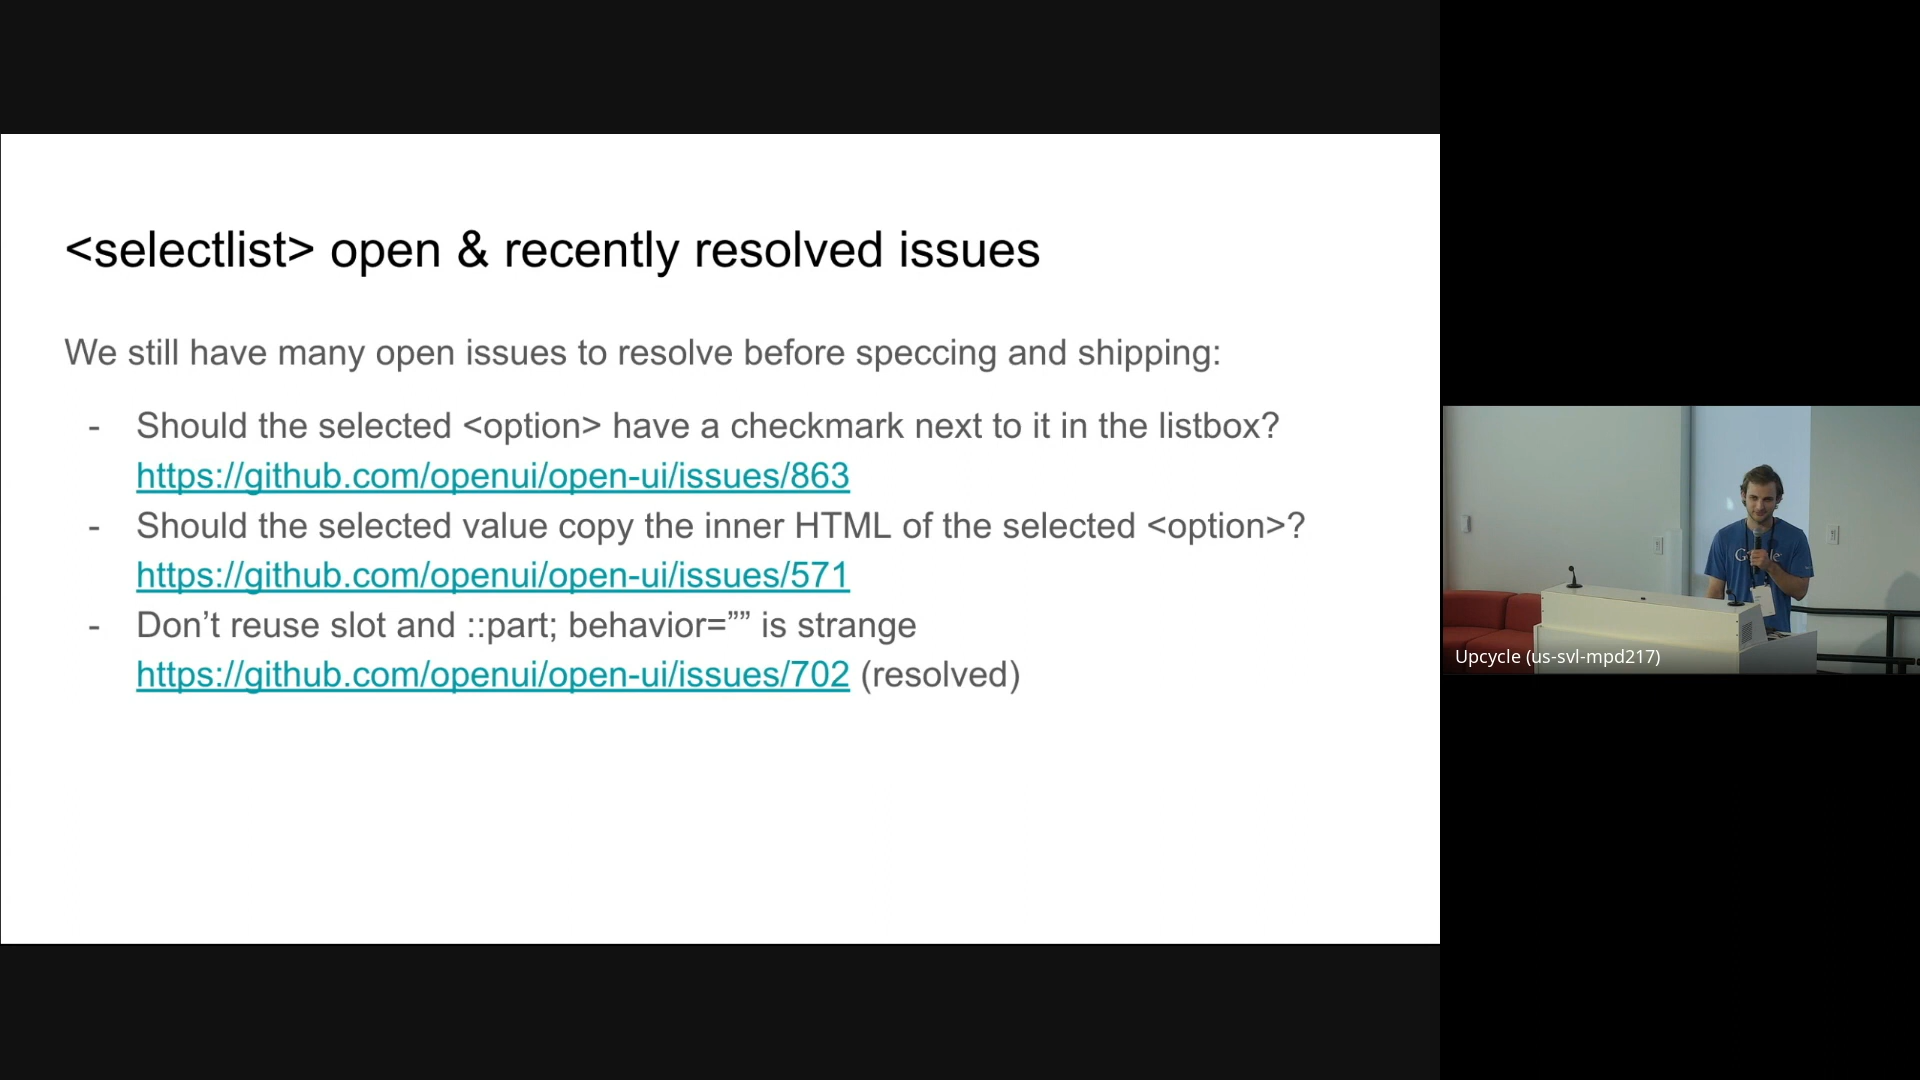 <selectlist> open & recently resolved issues
We still have many open issues to resolve before speccing and shipping:
- Should the selected <option> have a checkmark next to it in the listbox?
https://github.com/openui/open-ui/issues/863
- Should the selected value copy the inner HTML of the selected <option>?
https://github.com/openui/open-ui/issues/571
- Don’t reuse slot and ::part; behavior=”” is strange
https://github.com/openui/open-ui/issues/702 (resolved)
Google
Upcycle (us-svl-mpd217)